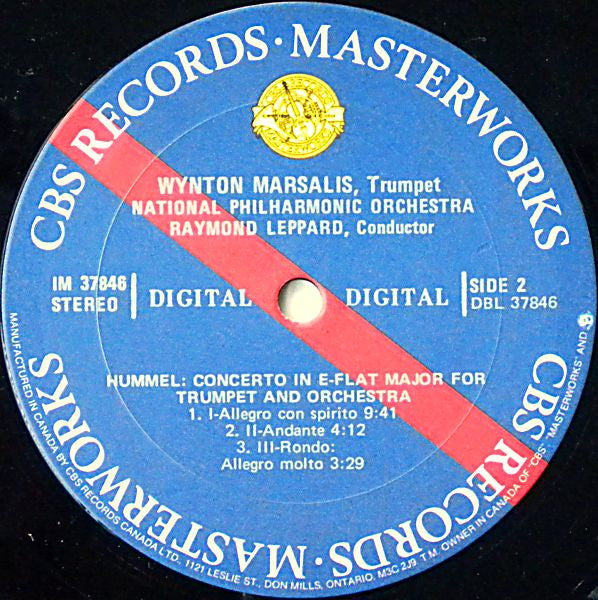 CBS RECORDS · MASTERWORKS
WYNTON MARSALIS, Trumpet
NATIONAL PHILHARMONIC ORCHESTRA
RAYMOND LEPPARD, Conductor
IM 37846
STEREO
DIGITAL
DIGITAL
SIDE 2
DBL 37846
HUMMEL: CONCERTO IN E-FLAT MAJOR FOR
TRUMPET AND ORCHESTRA
1. I-Allegro con spirito 9:41
2. II-Andante 4:12
3. III-Rondo:
Allegro molto 3:29
CBS RECORDS · MASTERWORKS
MANUFACTURED IN CANADA BY CBS RECORDS CANADA LTD., 1121 LESLIE ST., DON MILLS, ONTARIO. M3C 2J9 T.M. OWNER IN CANADA OF "CBS", "MASTERWORKS" AND